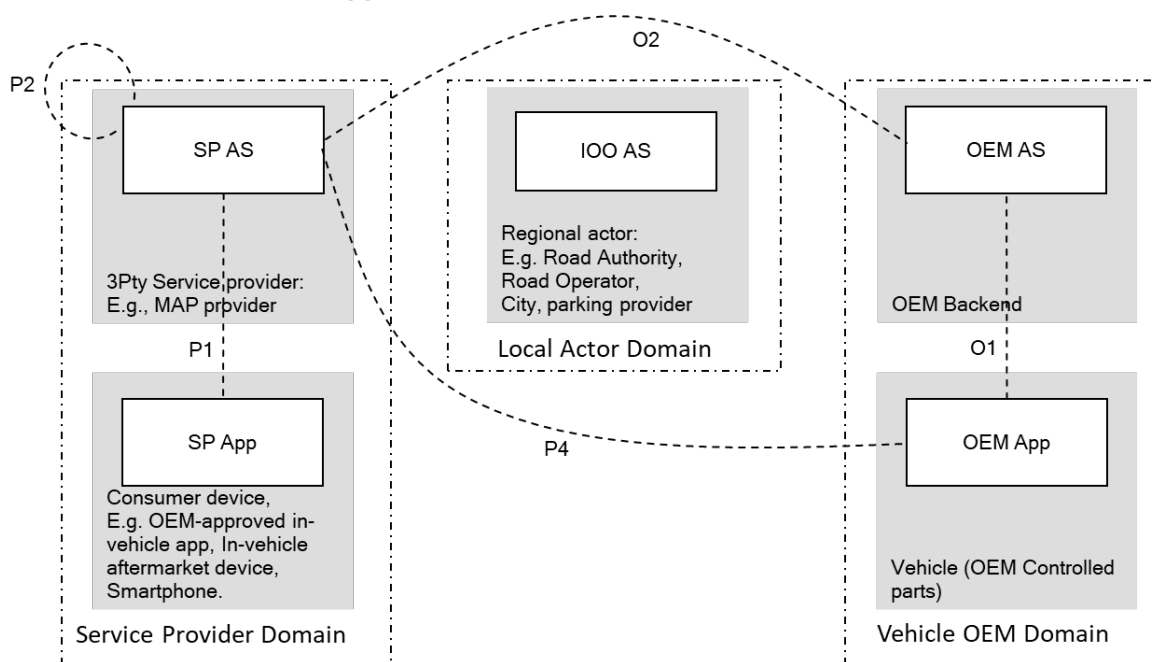 O2
P2
SP AS
3Pty Service provider:
E.g., MAP provider
P1
SP App
Consumer device,
E.g. OEM-approved in-
vehicle app, In-vehicle
aftermarket device,
Smartphone.
Service Provider Domain
IOO AS
Regional actor:
E.g. Road Authority,
Road Operator,
City, parking provider
Local Actor Domain
P4
OEM AS
OEM Backend
O1
OEM App
Vehicle (OEM Controlled
parts)
Vehicle OEM Domain